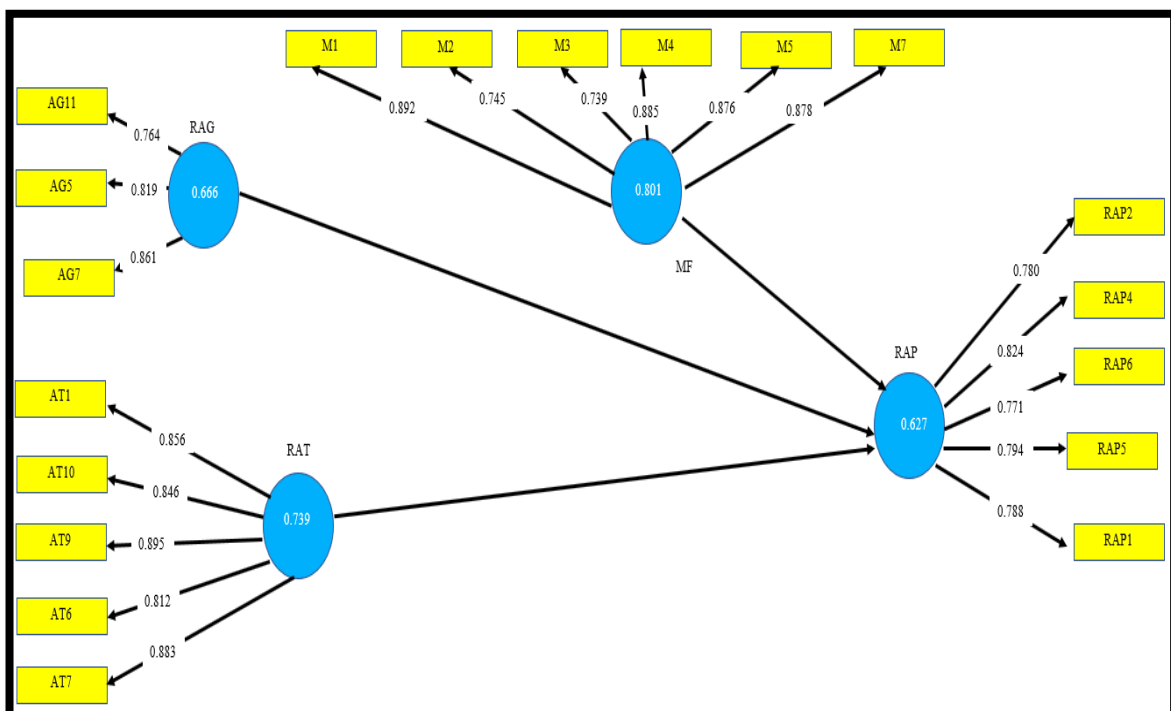 M1
M2
M3
M4
M5
M7
0.892
0.745
0.739
0.885
0.876
0.878
0.801
MF
AG11
AG5
AG7
0.764
0.819
0.861
RAG
0.666
AT1
AT10
AT9
AT6
AT7
0.856
0.846
0.895
0.812
0.883
RAT
0.739
RAP
0.627
0.780
0.824
0.771
0.794
0.788
RAP2
RAP4
RAP6
RAP5
RAP1